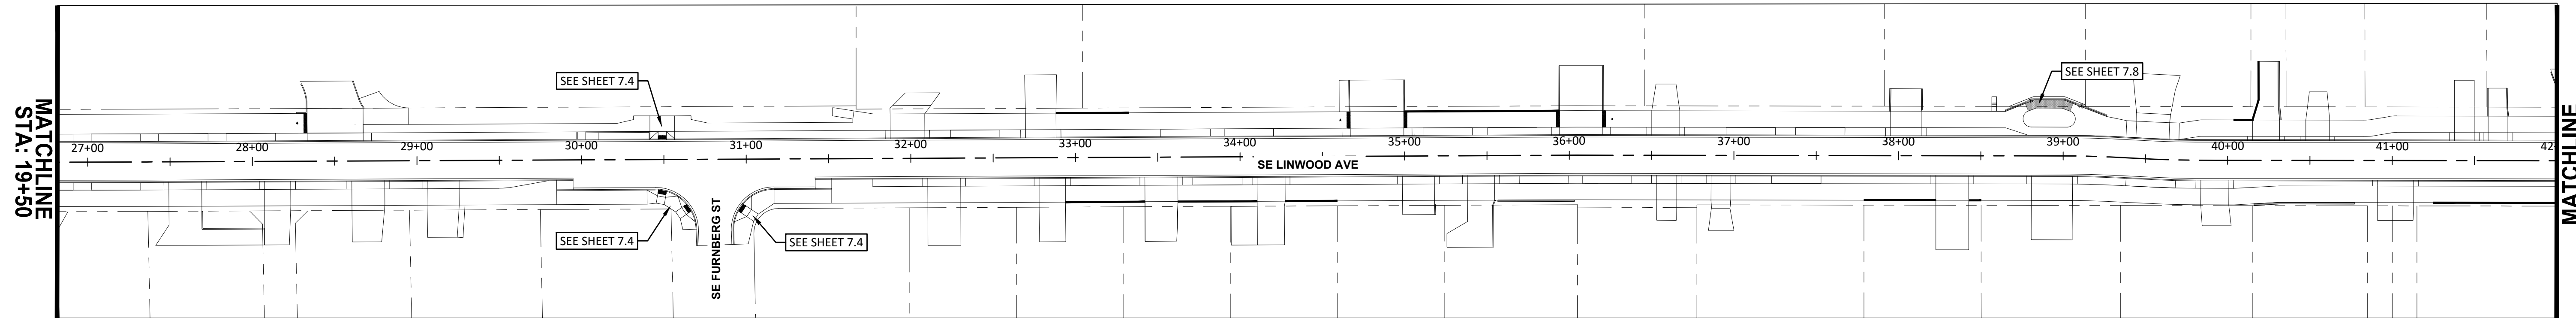 MATCHLINE
STA: 19+50
SEE SHEET 7.4
SEE SHEET 7.8
27+00
28+00
29+00
30+00
31+00
32+00
33+00
34+00
35+00
36+00
37+00
38+00
39+00
40+00
41+00
42
SE LINWOOD AVE
SE FURNBERG ST
SEE SHEET 7.4
SEE SHEET 7.4
MATCHLINE